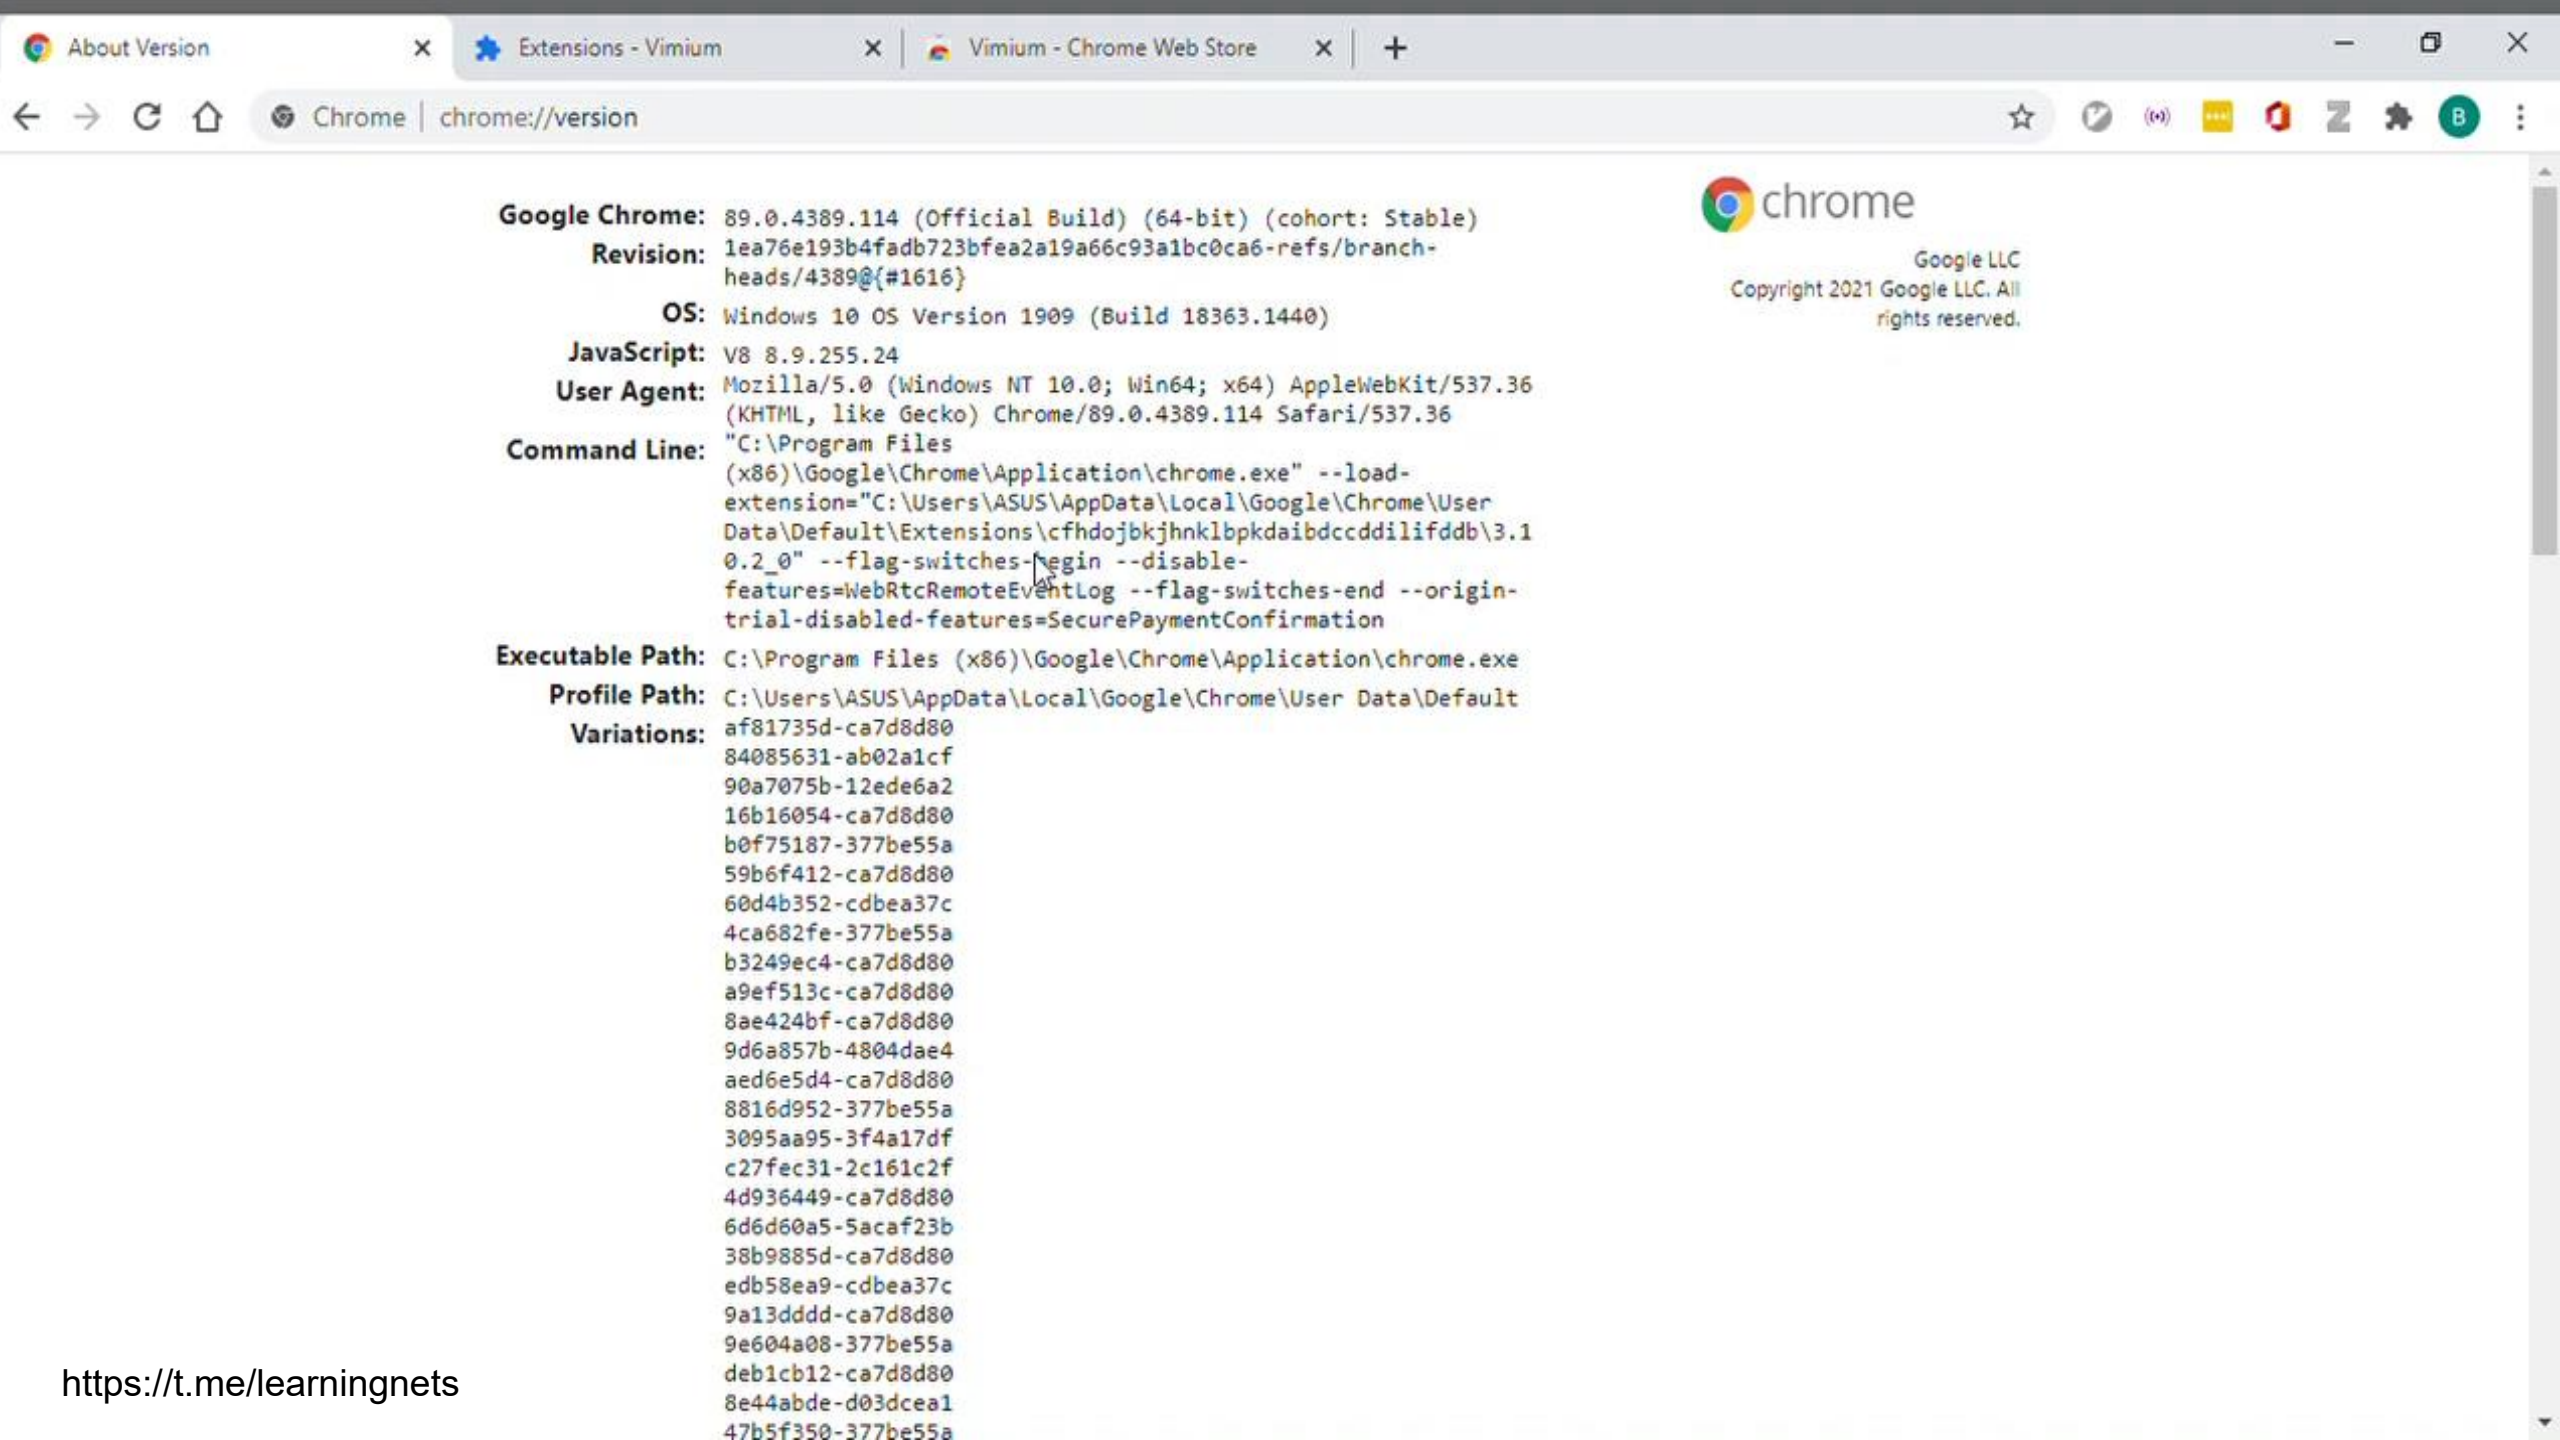 About Version
Extensions - Vimium
Vimium - Chrome Web Store
Chrome | chrome://version
B
chrome
Google LLC
Copyright 2021 Google LLC. All
rights reserved.
Google Chrome: 89.0.4389.114 (Official Build) (64-bit) (cohort: Stable)
Revision: 1ea76e193b4fadb723bfea2a19a66c93a1bc0ca6-refs/branch-
heads/4389@{#1616}
OS: Windows 10 OS Version 1909 (Build 18363.1440)
JavaScript: V8 8.9.255.24
User Agent: Mozilla/5.0 (Windows NT 10.0; Win64; x64) AppleWebKit/537.36
(KHTML, like Gecko) Chrome/89.0.4389.114 Safari/537.36
Command Line: "C:\Program Files
(x86)\Google\Chrome\Application\chrome.exe" --load-
extension="C:\Users\ASUS\AppData\Local\Google\Chrome\User
Data\Default\Extensions\cfhdojbkjhnklbpkdaibdccddilifddb\3.1
0.2_0" --flag-switches-begin --disable-
features=WebRtcRemoteEventLog --flag-switches-end --origin-
trial-disabled-features=SecurePaymentConfirmation
Executable Path: C:\Program Files (x86)\Google\Chrome\Application\chrome.exe
Profile Path: C:\Users\ASUS\AppData\Local\Google\Chrome\User Data\Default
Variations: af81735d-ca7d8d80
84085631-ab02a1cf
90a7075b-12ede6a2
16b16054-ca7d8d80
b0f75187-377be55a
59b6f412-ca7d8d80
60d4b352-cdbea37c
4ca682fe-377be55a
b3249ec4-ca7d8d80
a9ef513c-ca7d8d80
8ae424bf-ca7d8d80
9d6a857b-4804dae4
aed6e5d4-ca7d8d80
8816d952-377be55a
3095aa95-3f4a17df
c27fec31-2c161c2f
4d936449-ca7d8d80
6d6d60a5-5acaf23b
38b9885d-ca7d8d80
edb58ea9-cdbea37c
9a13dddd-ca7d8d80
9e604a08-377be55a
deb1cb12-ca7d8d80
8e44abde-d03dcea1
47b5f350-377be55a
https://t.me/learningnets